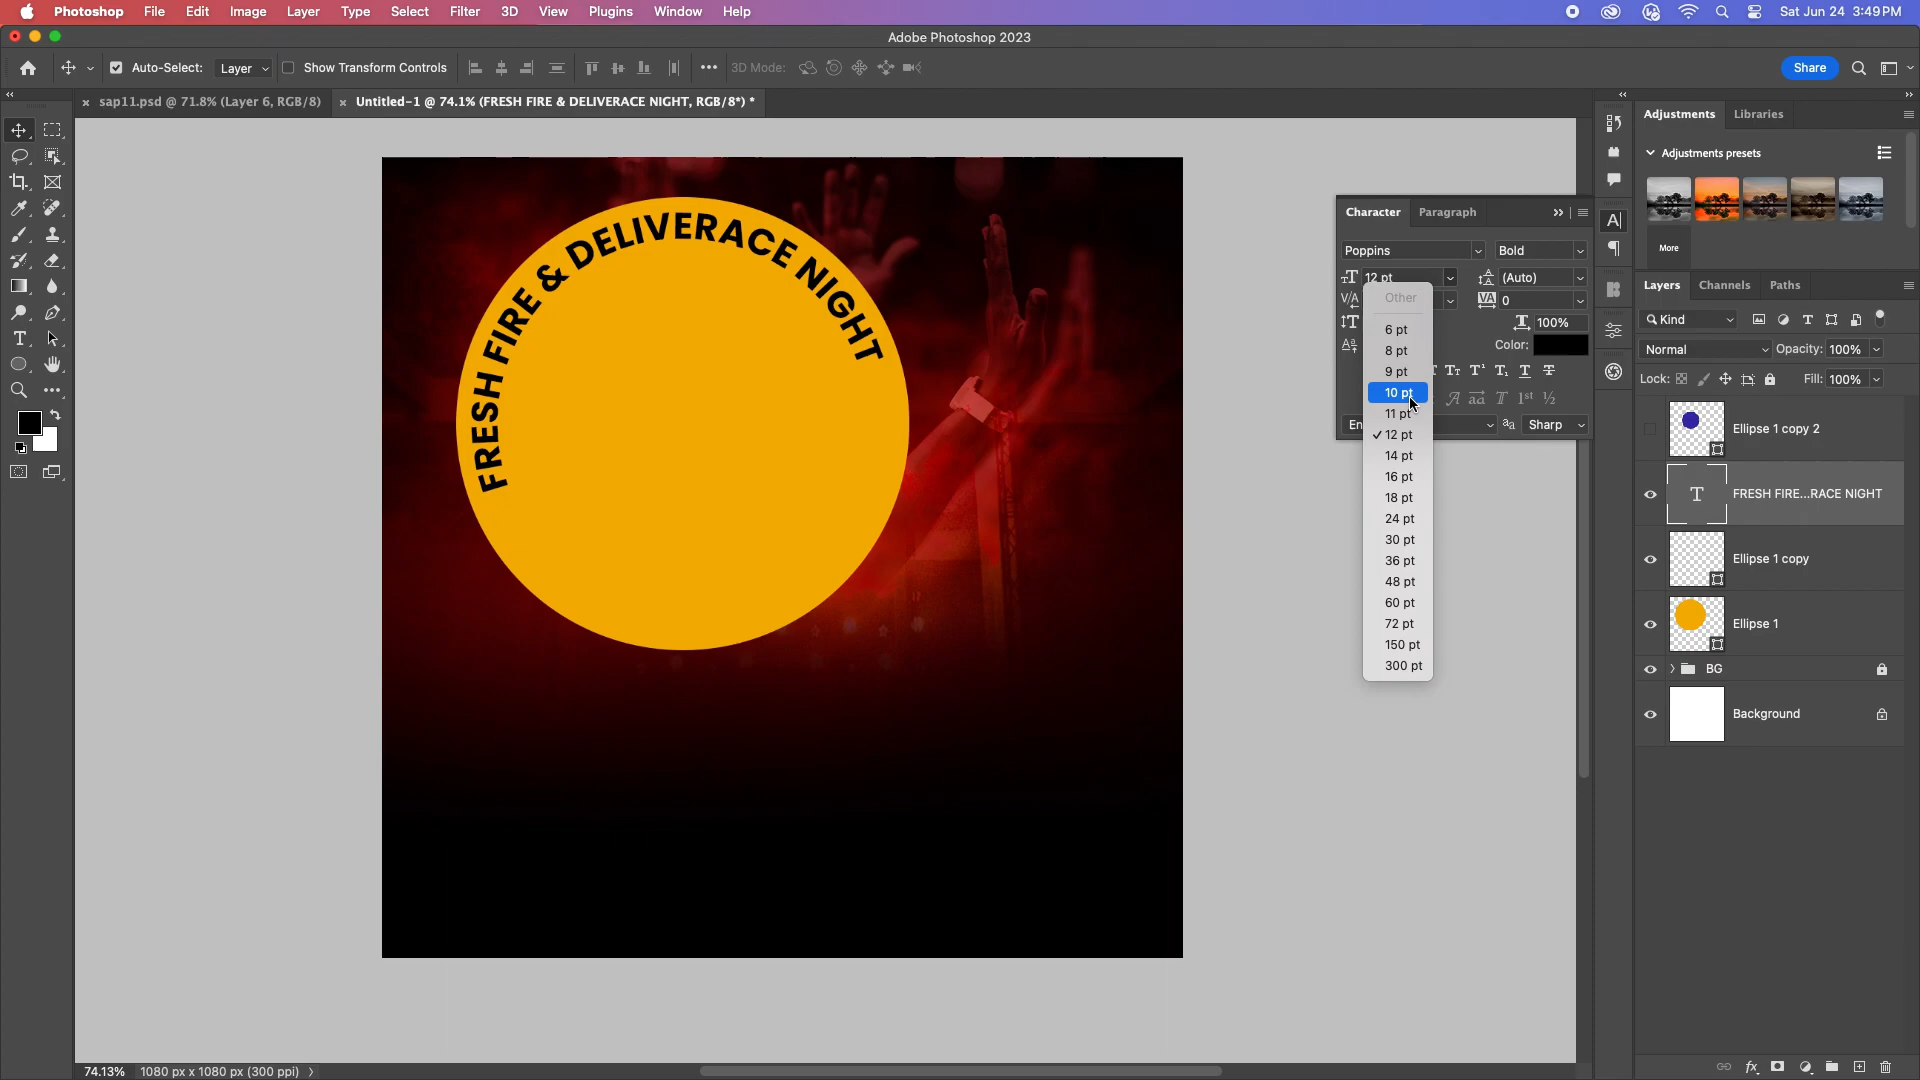 Photoshop File Edit Image Layer Type Select Filter 3D View Plugins Window Help Sat Jun 24 3:49 PM
Adobe Photoshop 2023
Auto-Select: Layer Show Transform Controls 3D Mode: Share
sap11.psd @ 71.8% (Layer 6, RGB/8) Untitled-1 @ 74.1% (FRESH FIRE & DELIVERACE NIGHT, RGB/8*) *
FRESH FIRE & DELIVERACE NIGHT
Character Paragraph
Poppins Bold
12 pt (Auto)
0
100%
Color:
En Sharp
Other
6 pt
8 pt
9 pt
10 pt
11 pt
12 pt
14 pt
16 pt
18 pt
24 pt
30 pt
36 pt
48 pt
60 pt
72 pt
150 pt
300 pt
Adjustments Libraries
Adjustments presets
More
Layers Channels Paths
Kind
Normal Opacity: 100%
Lock: Fill: 100%
Ellipse 1 copy 2
FRESH FIRE...RACE NIGHT
Ellipse 1 copy
Ellipse 1
BG
Background
74.13% 1080 px x 1080 px (300 ppi)